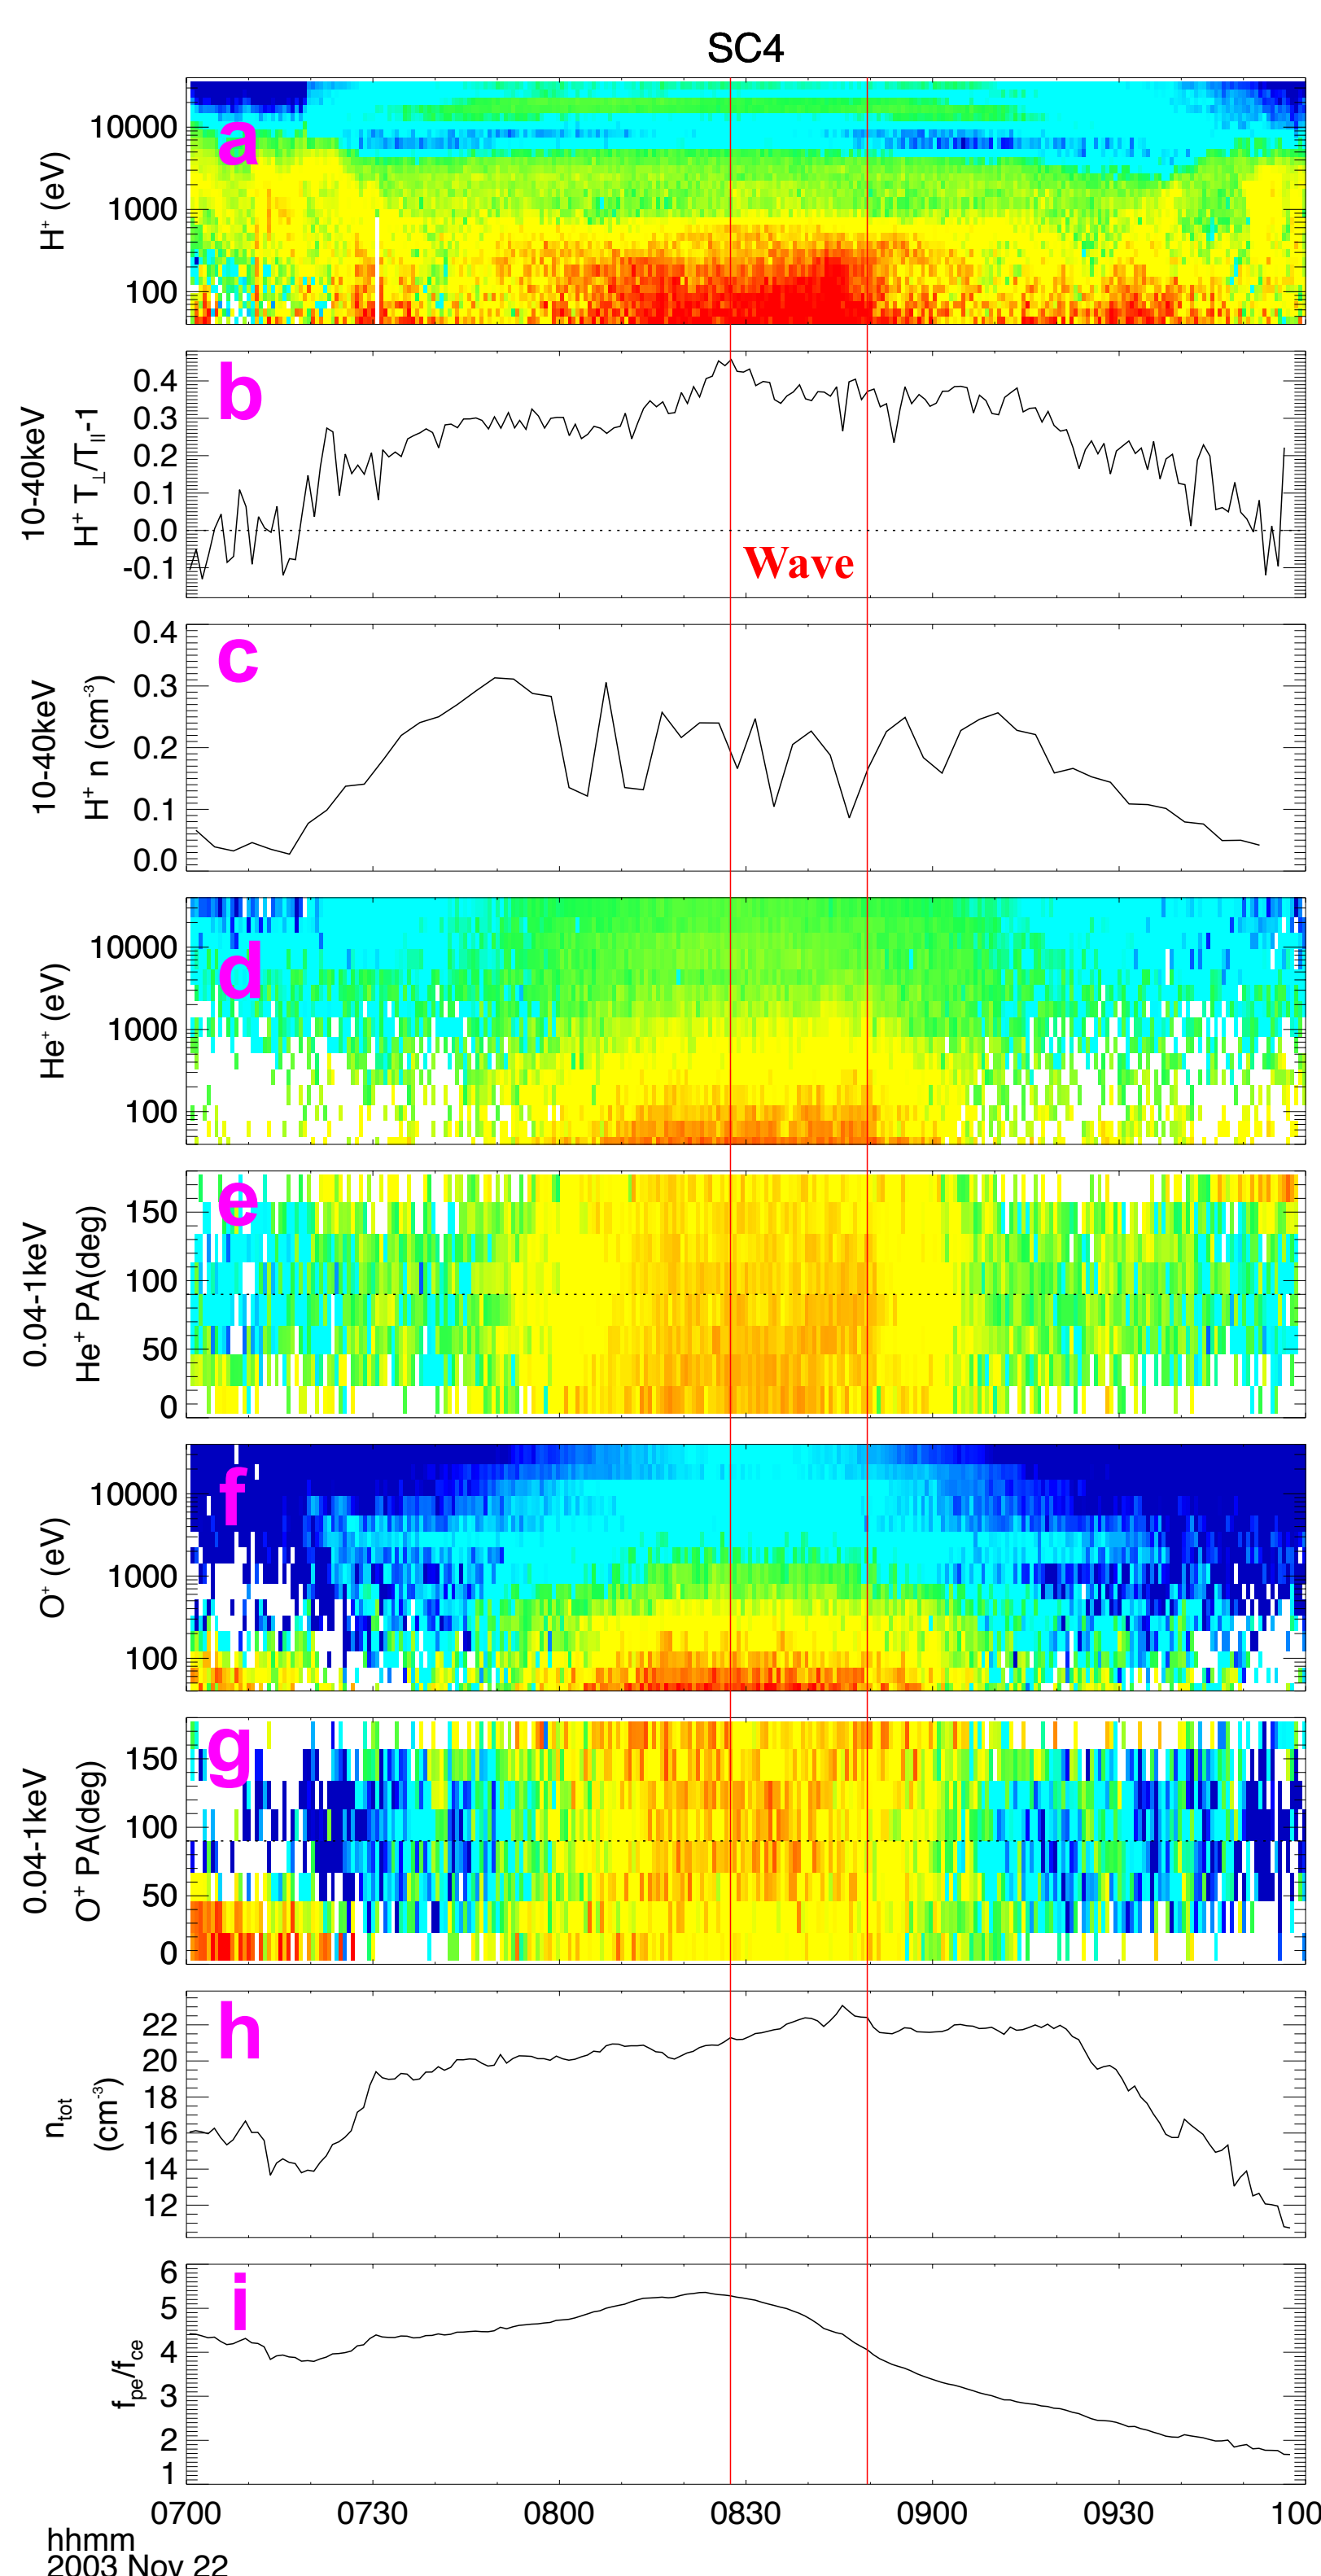 SC4
a
H⁺ (eV)
10000
1000
100
b
10-40keV
H⁺ T⊥/T||-1
0.4
0.3
0.2
0.1
0.0
-0.1
Wave
c
10-40keV
H⁺ n (cm⁻³)
0.4
0.3
0.2
0.1
0.0
d
He⁺ (eV)
10000
1000
100
e
0.04-1keV
He⁺ PA(deg)
150
100
50
0
f
O⁺ (eV)
10000
1000
100
g
0.04-1keV
O⁺ PA(deg)
150
100
50
0
h
n_tot
(cm⁻³)
22
20
18
16
14
12
i
f_pe/f_ce
6
5
4
3
2
1
0700 0730 0800 0830 0900 0930 100
hhmm
2003 Nov 22